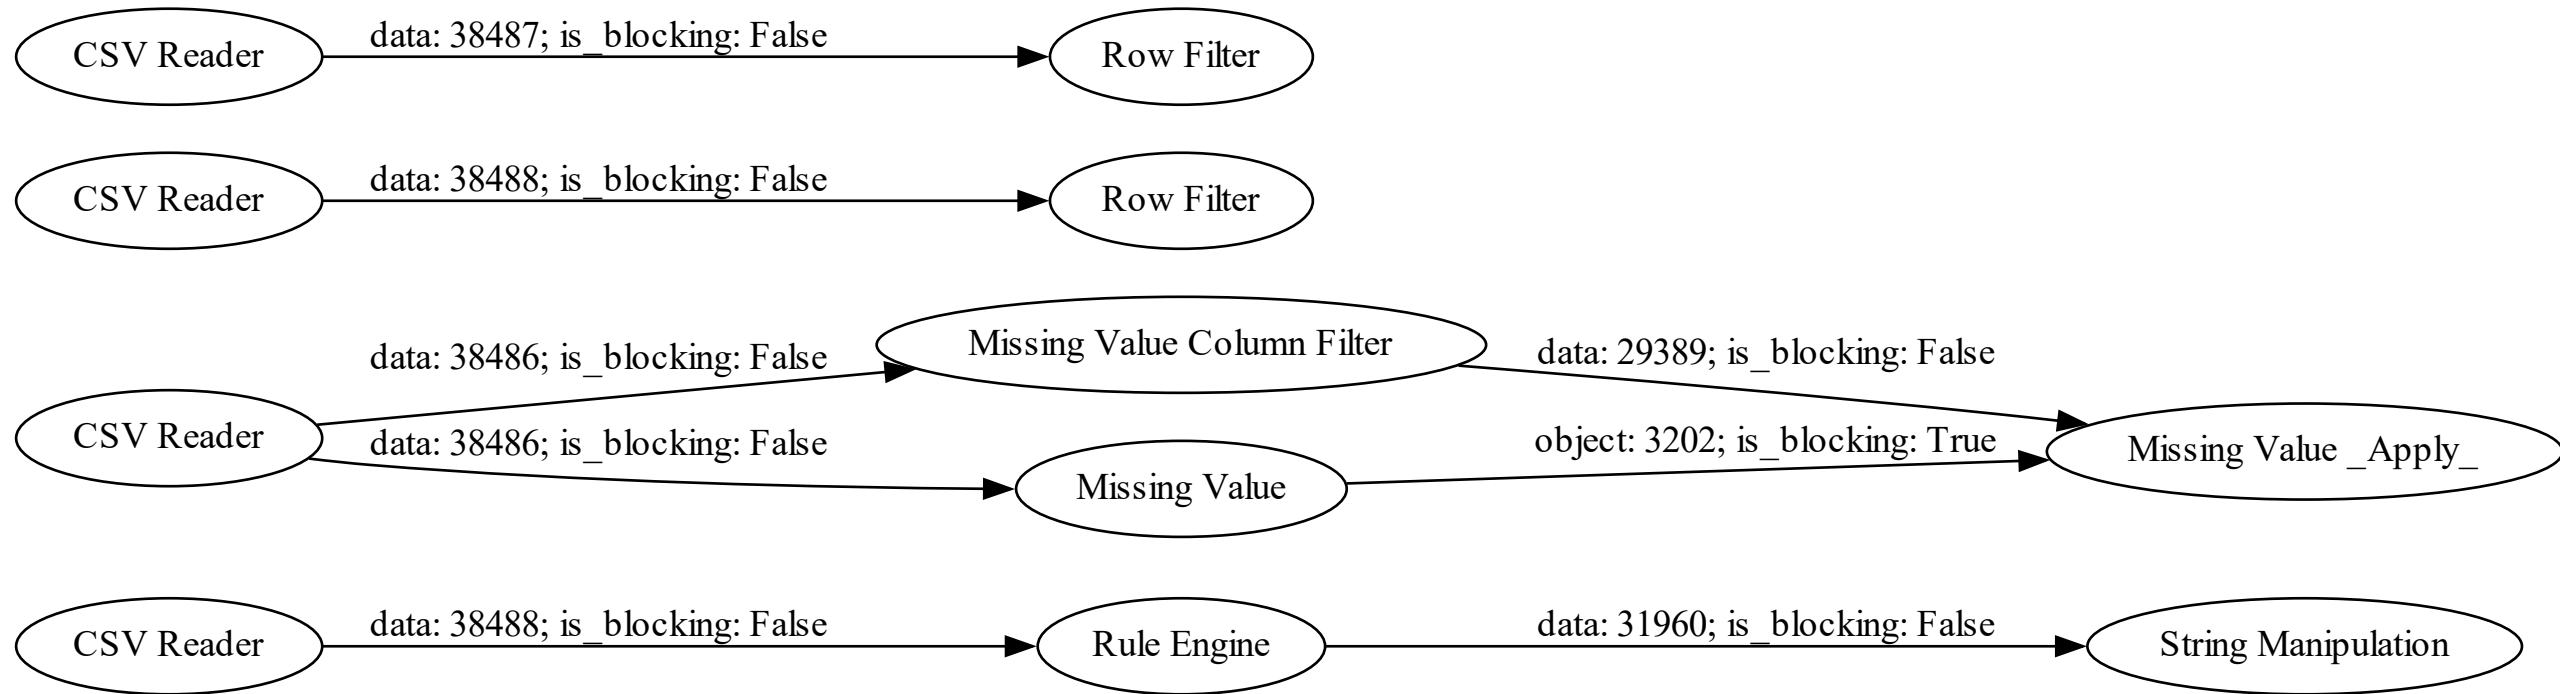 CSV Reader
data: 38487; is_blocking: False
Row Filter
CSV Reader
data: 38488; is_blocking: False
Row Filter
CSV Reader
data: 38486; is_blocking: False
Missing Value Column Filter
data: 29389; is_blocking: False
data: 38486; is_blocking: False
Missing Value
object: 3202; is_blocking: True
Missing Value _Apply_
CSV Reader
data: 38488; is_blocking: False
Rule Engine
data: 31960; is_blocking: False
String Manipulation